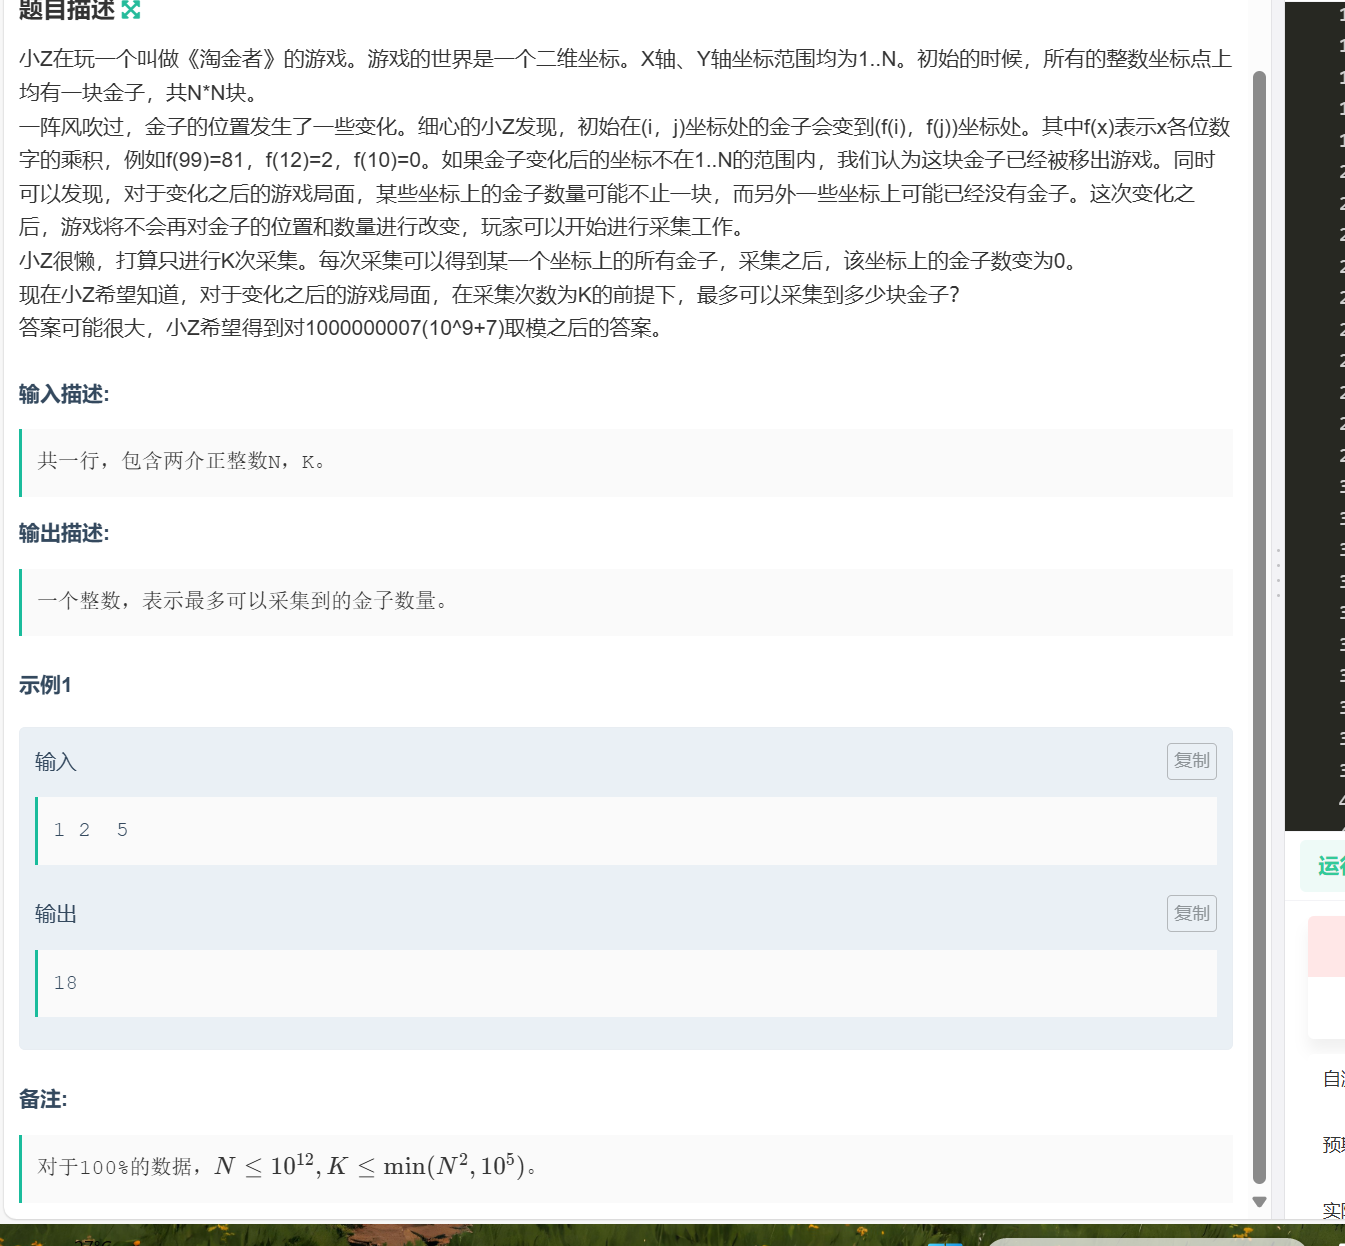 题目描述
小Z在玩一个叫做《淘金者》的游戏。游戏的世界是一个二维坐标。X轴、Y轴坐标范围均为1..N。初始的时候，所有的整数坐标点上
均有一块金子，共N*N块。
一阵风吹过，金子的位置发生了一些变化。细心的小Z发现，初始在(i，j)坐标处的金子会变到(f(i)，f(j))坐标处。其中f(x)表示x各位数
字的乘积，例如f(99)=81，f(12)=2，f(10)=0。如果金子变化后的坐标不在1..N的范围内，我们认为这块金子已经被移出游戏。同时
可以发现，对于变化之后的游戏局面，某些坐标上的金子数量可能不止一块，而另外一些坐标上可能已经没有金子。这次变化之
后，游戏将不会再对金子的位置和数量进行改变，玩家可以开始进行采集工作。
小Z很懒，打算只进行K次采集。每次采集可以得到某一个坐标上的所有金子，采集之后，该坐标上的金子数变为0。
现在小Z希望知道，对于变化之后的游戏局面，在采集次数为K的前提下，最多可以采集到多少块金子？
答案可能很大，小Z希望得到对1000000007(10^9+7)取模之后的答案。
输入描述:
共一行，包含两介正整数N，K。
输出描述:
一个整数，表示最多可以采集到的金子数量。
示例1
输入
复制
1 2  5
输出
复制
18
备注:
对于100%的数据，N ≤ 10^12, K ≤ min(N^2, 10^5)。